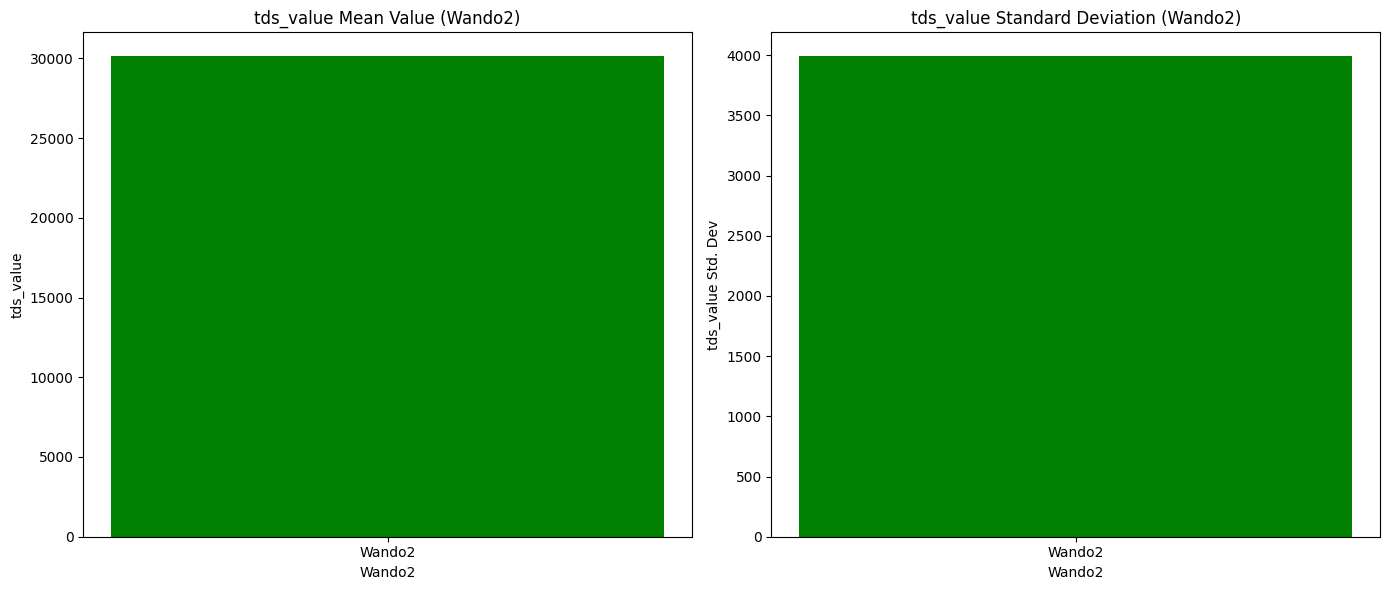 tds_value Mean Value (Wando2)
30000
25000
20000
15000
10000
5000
0
tds_value
Wando2
Wando2
tds_value Standard Deviation (Wando2)
4000
3500
3000
2500
2000
1500
1000
500
0
tds_value Std. Dev
Wando2
Wando2